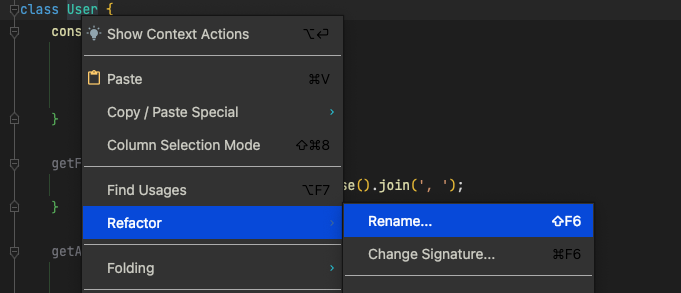 class User {
cons
Show Context Actions ⌥⏎
Paste ⌘V
Copy / Paste Special ›
}
Column Selection Mode ⇧⌘8
getF
Find Usages ⌥F7
se().join(', ');
}
Refactor ›
Rename... ⇧F6
getA
Change Signature... ⌘F6
Folding ›